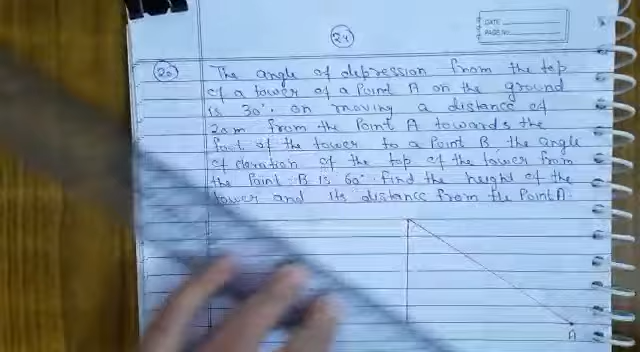 24
DATE
PAGE NO.
20 The angle of depression from the top
of a tower of a Point A on the ground
is 30°. on moving a distance of
20m from the Point A towards the
foot of the tower to a Point B, the angle
of elevation of the top of the tower from
the Point B is 60°. find the height of the
tower and its distance from the Point A.
A